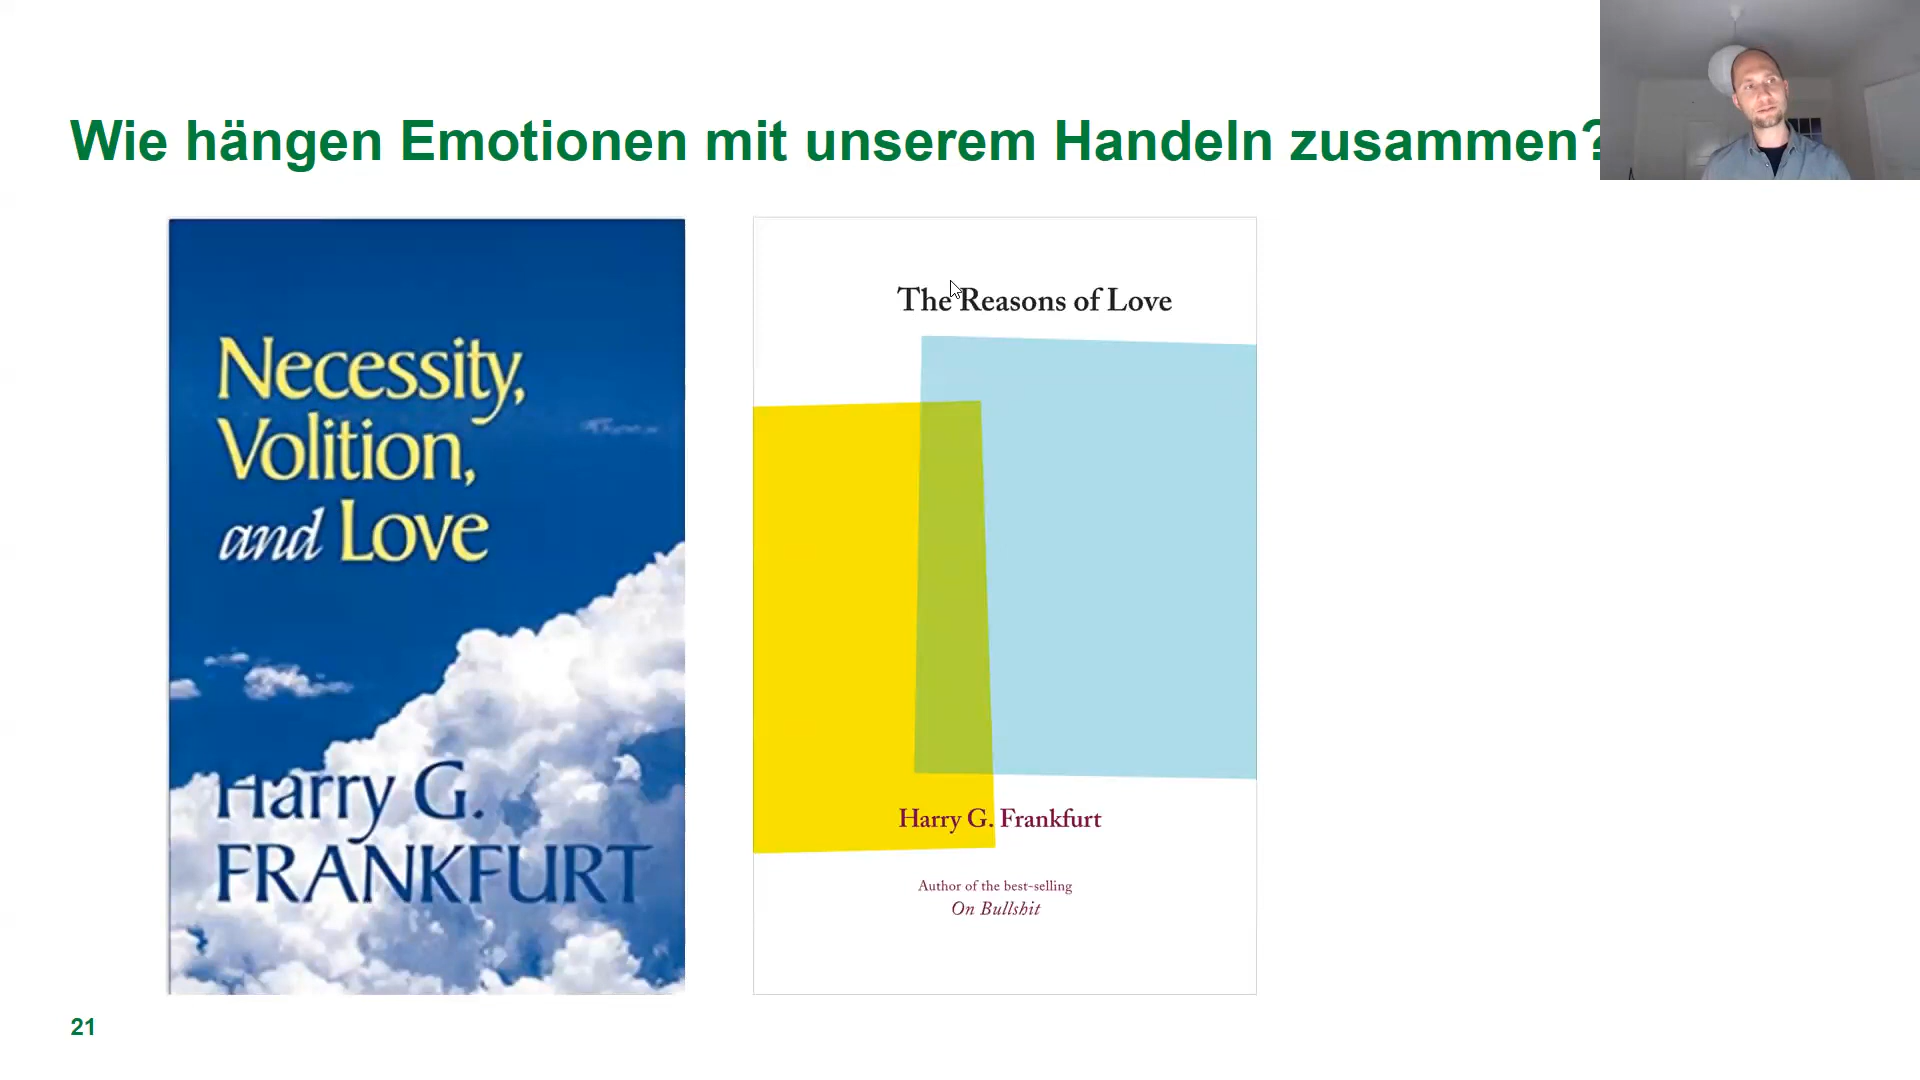 Wie hängen Emotionen mit unserem Handeln zusammen?
Necessity,
Volition,
and Love
Harry G.
FRANKFURT
The Reasons of Love
Harry G. Frankfurt
Author of the best-selling
On Bullshit
21